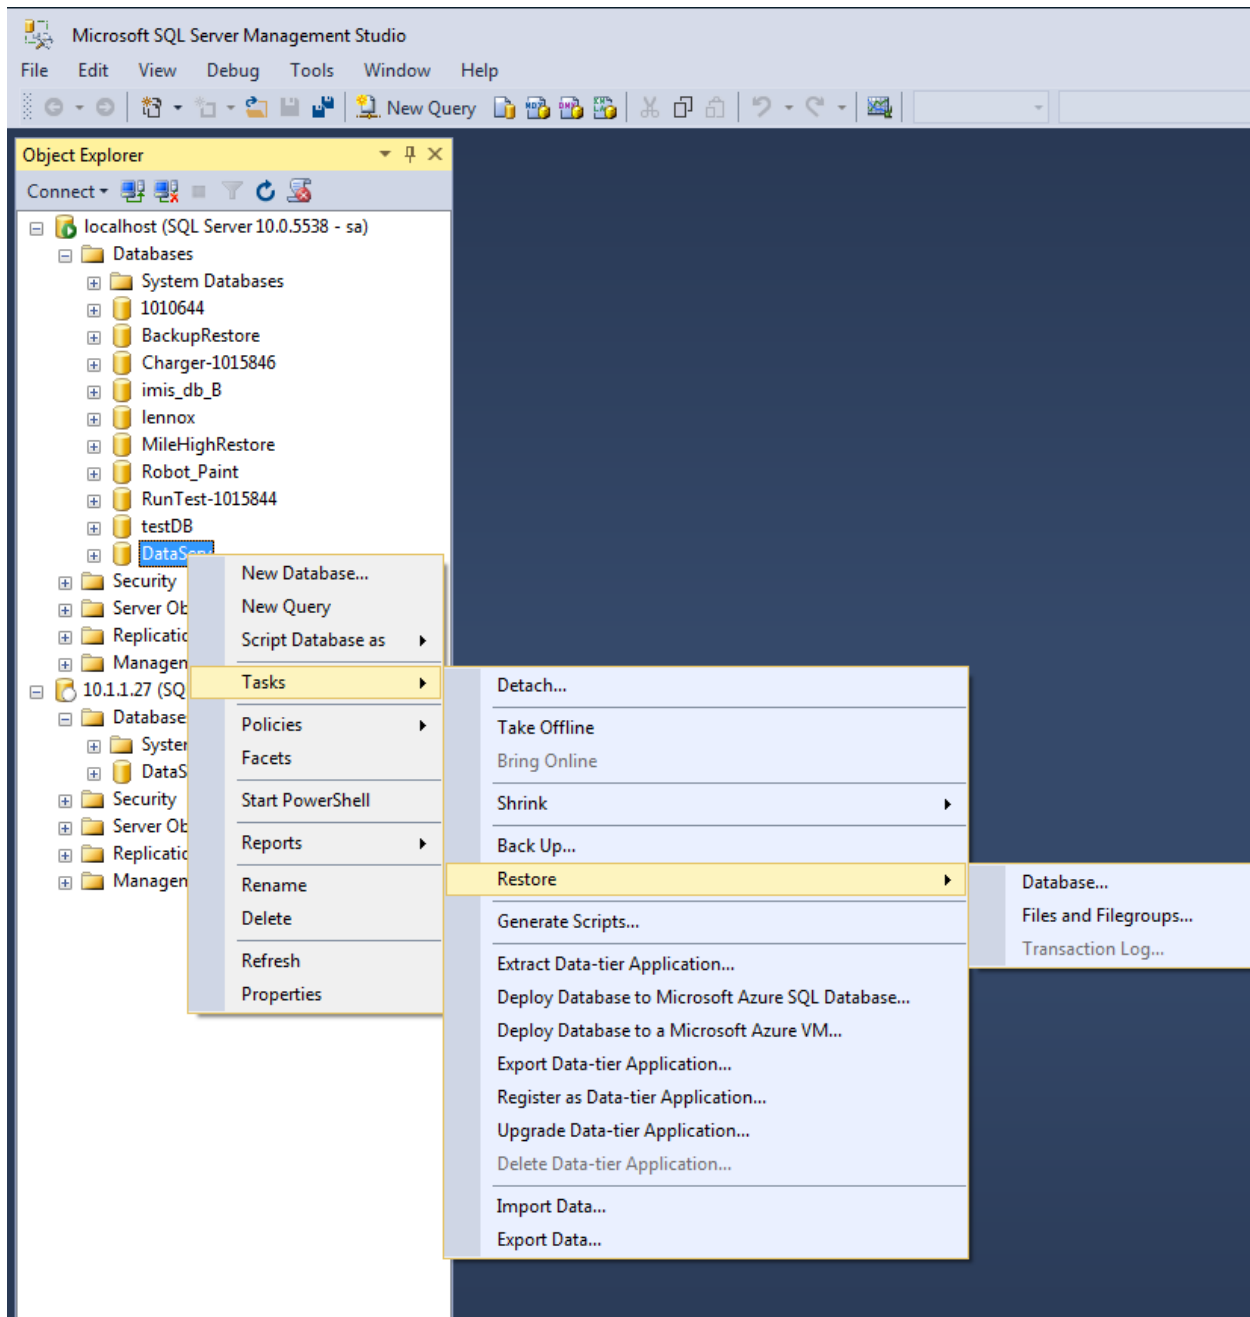 Microsoft SQL Server Management Studio
File Edit View Debug Tools Window Help
New Query
Object Explorer
Connect
localhost (SQL Server 10.0.5538 - sa)
Databases
System Databases
1010644
BackupRestore
Charger-1015846
imis_db_B
lennox
MileHighRestore
Robot_Paint
RunTest-1015844
testDB
DataServ
Security
Server Ob
Replicatio
Managem
10.1.1.27 (SQ
Database
System
DataS
Security
Server Ob
Replicatio
Managem
New Database...
New Query
Script Database as
Tasks
Policies
Facets
Start PowerShell
Reports
Rename
Delete
Refresh
Properties
Detach...
Take Offline
Bring Online
Shrink
Back Up...
Restore
Generate Scripts...
Extract Data-tier Application...
Deploy Database to Microsoft Azure SQL Database...
Deploy Database to a Microsoft Azure VM...
Export Data-tier Application...
Register as Data-tier Application...
Upgrade Data-tier Application...
Delete Data-tier Application...
Import Data...
Export Data...
Database...
Files and Filegroups...
Transaction Log...